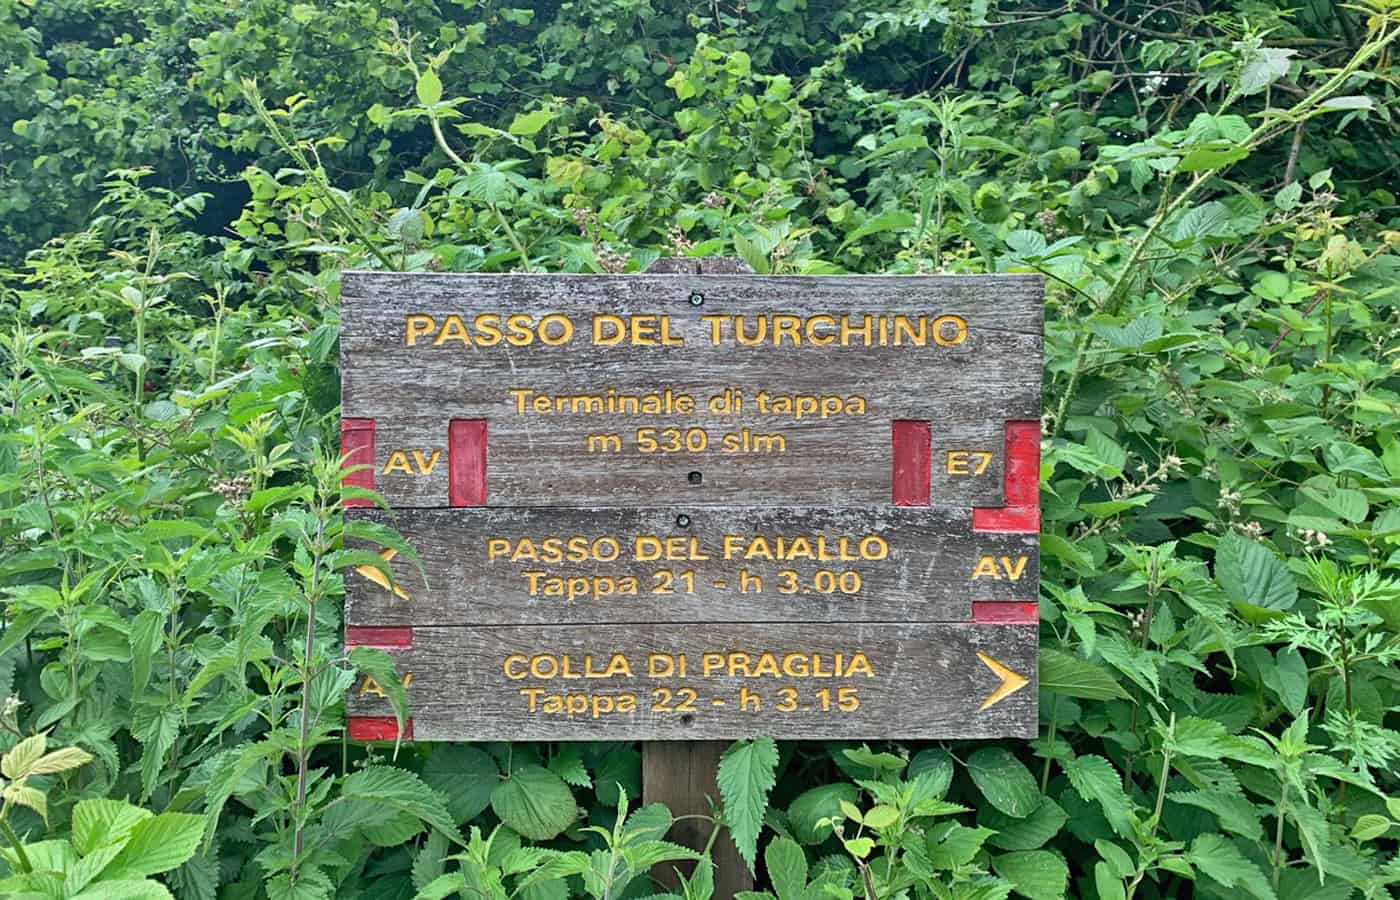 PASSO DEL TURCHINO
Terminale di tappa
m 530 slm
AV
E7
PASSO DEL FAIALLO
Tappa 21 - h 3.00
AV
COLLA DI PRAGLIA
Tappa 22 - h 3.15
AV